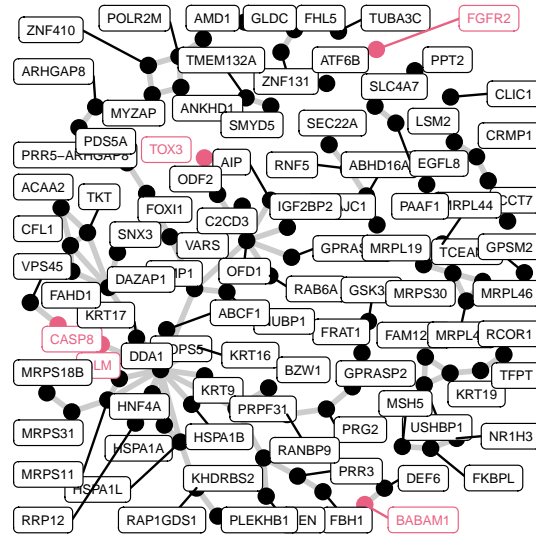 POLR2M
AMD1
GLDC
FHL5
TUBA3C
FGFR2
ZNF410
TMEM132A
ATF6B
PPT2
ARHGAP8
ZNF131
SLC4A7
CLIC1
MYZAP
ANKHD1
SMYD5
SEC22A
LSM2
CRMP1
PDS5A
PRR5-ARHGAP8
TOX3
AIP
RNF5
ABHD16A
EGFL8
ACAA2
TKT
ODF2
CFL1
FOXI1
C2CD3
IGF2BP2
PAAF1
MRPL44
CCT7
SNX3
VARS
MRPL19
GPSM2
VPS45
DAZAP1
OFD1
RAB6A
MRPS30
MRPL46
FAHD1
KRT17
ABCF1
FRAT1
RCOR1
CASP8
DDA1
KRT16
BZW1
GPRASP2
TFPT
MRPS18B
KRT9
KRT19
HNF4A
PRPF31
MSH5
MRPS31
HSPA1B
PRG2
USHBP1
NR1H3
HSPA1A
RANBP9
MRPS11
HSPA1L
KHDRBS2
PRR3
DEF6
FKBPL
RRP12
RAP1GDS1
PLEKHB1
FBH1
BABAM1